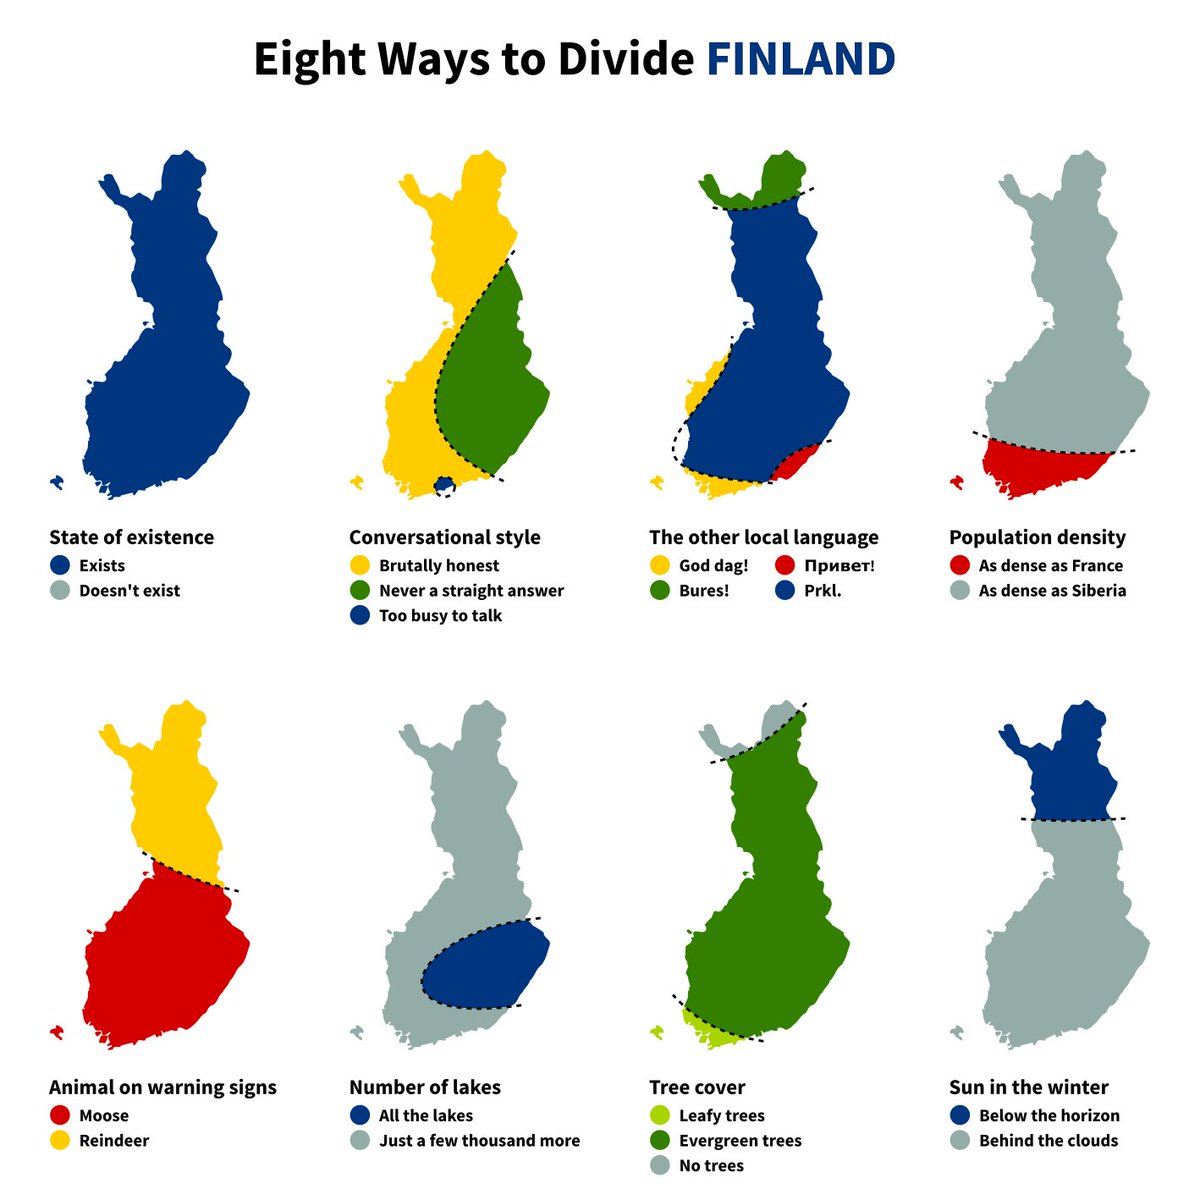 Eight Ways to Divide FINLAND
State of existence
Exists
Doesn't exist
Conversational style
Brutally honest
Never a straight answer
Too busy to talk
The other local language
God dag!
Привет!
Bures!
Prkl.
Population density
As dense as France
As dense as Siberia
Animal on warning signs
Moose
Reindeer
Number of lakes
All the lakes
Just a few thousand more
Tree cover
Leafy trees
Evergreen trees
No trees
Sun in the winter
Below the horizon
Behind the clouds